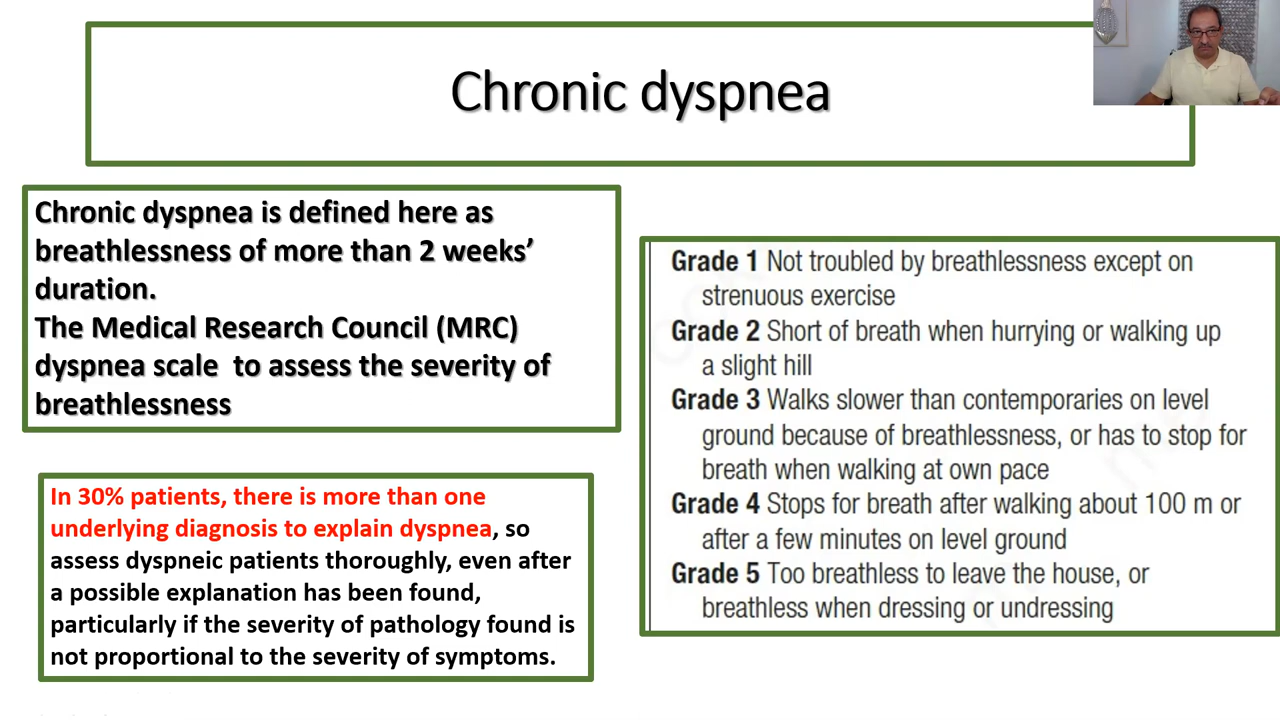 Chronic dyspnea
Chronic dyspnea is defined here as
breathlessness of more than 2 weeks’
duration.
The Medical Research Council (MRC)
dyspnea scale to assess the severity of
breathlessness
In 30% patients, there is more than one
underlying diagnosis to explain dyspnea, so
assess dyspneic patients thoroughly, even after
a possible explanation has been found,
particularly if the severity of pathology found is
not proportional to the severity of symptoms.
Grade 1 Not troubled by breathlessness except on
strenuous exercise
Grade 2 Short of breath when hurrying or walking up
a slight hill
Grade 3 Walks slower than contemporaries on level
ground because of breathlessness, or has to stop for
breath when walking at own pace
Grade 4 Stops for breath after walking about 100 m or
after a few minutes on level ground
Grade 5 Too breathless to leave the house, or
breathless when dressing or undressing